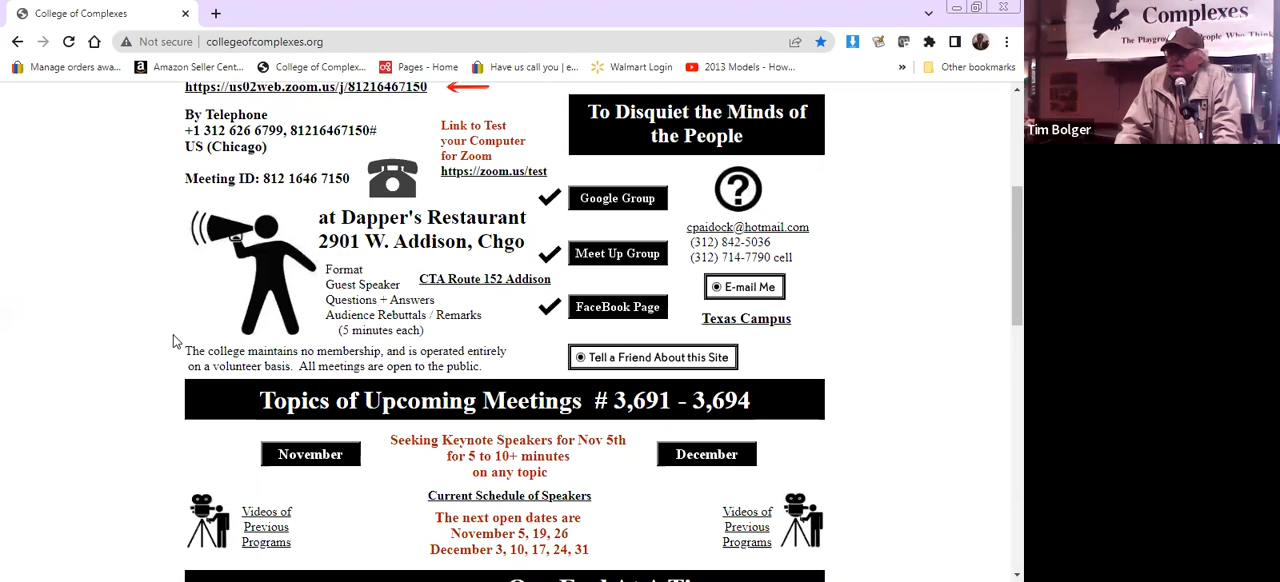 College of Complexes
Not secure
collegeofcomplexes.org
Manage orders awa...
Amazon Seller Cent...
College of Complex...
Pages - Home
Have us call you | e...
Walmart Login
2013 Models - How...
»
Other bookmarks
https://us02web.zoom.us/j/81216467150
By Telephone
+1 312 626 6799, 81216467150#
US (Chicago)
Meeting ID: 812 1646 7150
Link to Test
your Computer
for Zoom
https://zoom.us/test
at Dapper's Restaurant
2901 W. Addison, Chgo
Format
Guest Speaker
Questions + Answers
Audience Rebuttals / Remarks
(5 minutes each)
CTA Route 152 Addison
The college maintains no membership, and is operated entirely
on a volunteer basis. All meetings are open to the public.
To Disquiet the Minds of
the People
Google Group
Meet Up Group
FaceBook Page
cpaidock@hotmail.com
(312) 842-5036
(312) 714-7790 cell
E-mail Me
Texas Campus
Tell a Friend About this Site
Topics of Upcoming Meetings # 3,691 - 3,694
November
Seeking Keynote Speakers for Nov 5th
for 5 to 10+ minutes
on any topic
December
Current Schedule of Speakers
Videos of
Previous
Programs
The next open dates are
November 5, 19, 26
December 3, 10, 17, 24, 31
Videos of
Previous
Programs
Complexes
The Playgr
People Who Think
Tim Bolger